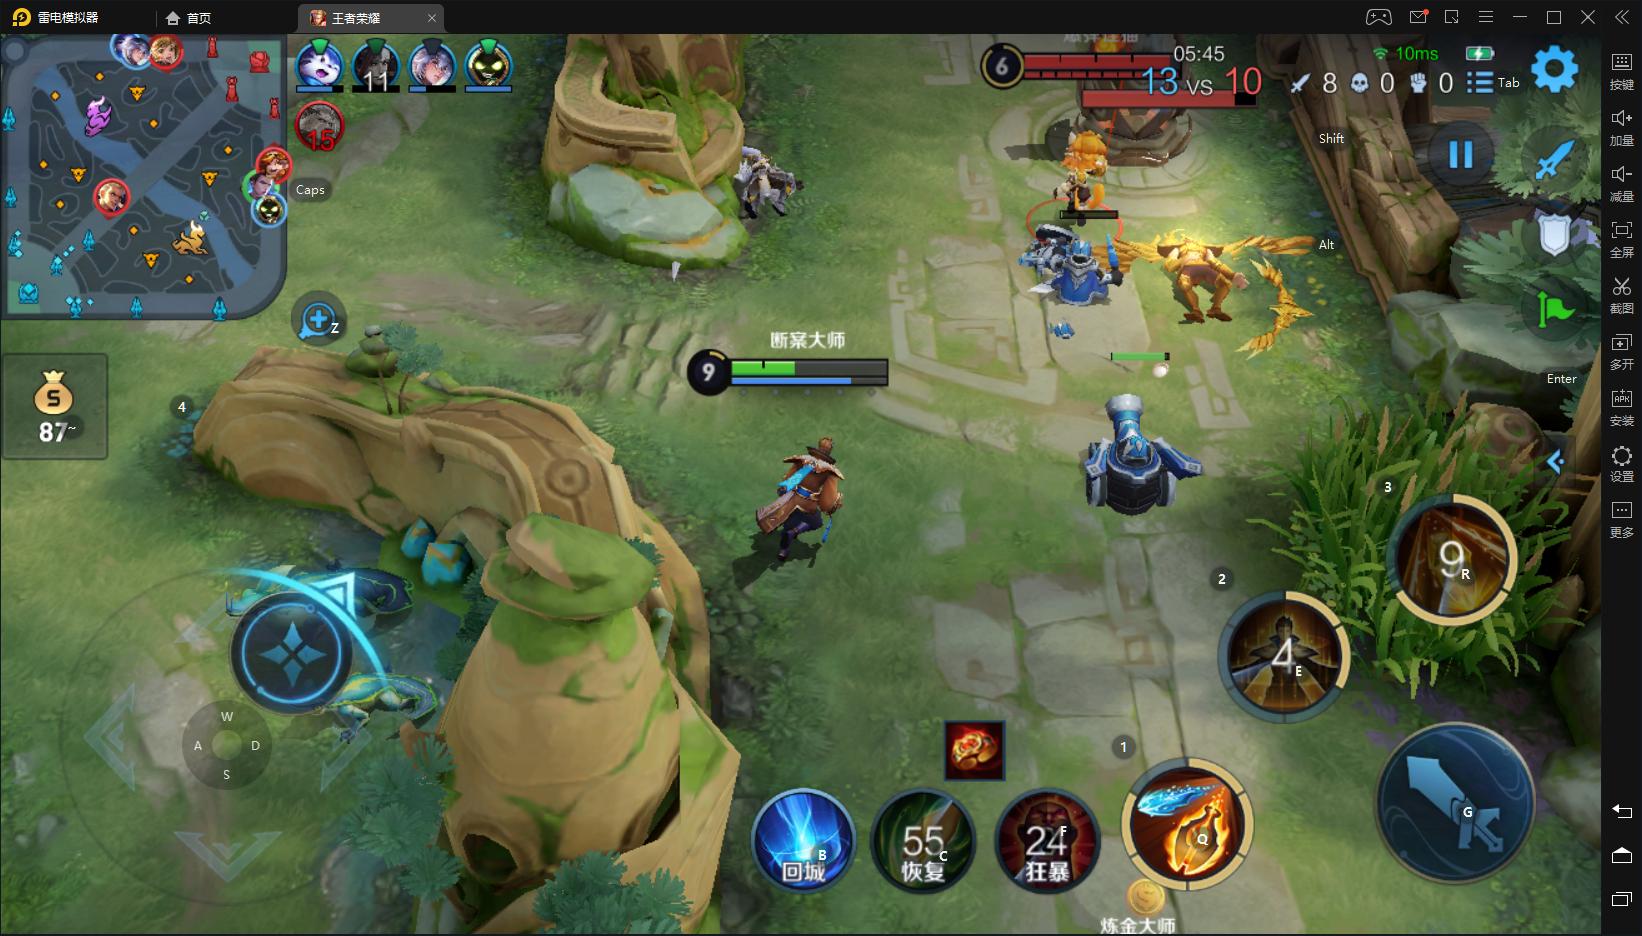 雷电模拟器
首页
王者荣耀
11
15
Caps
Z
6
05:45
13 vs 10
10ms
8
0
0
Tab
Shift
Alt
Enter
按键
加量
减量
全屏
截图
多开
安装
设置
更多
87~
4
断案大师
9
3
9
R
2
4
E
1
W
A
D
S
B
回城
55
C
恢复
24
F
狂暴
Q
G
炼金大师
APK